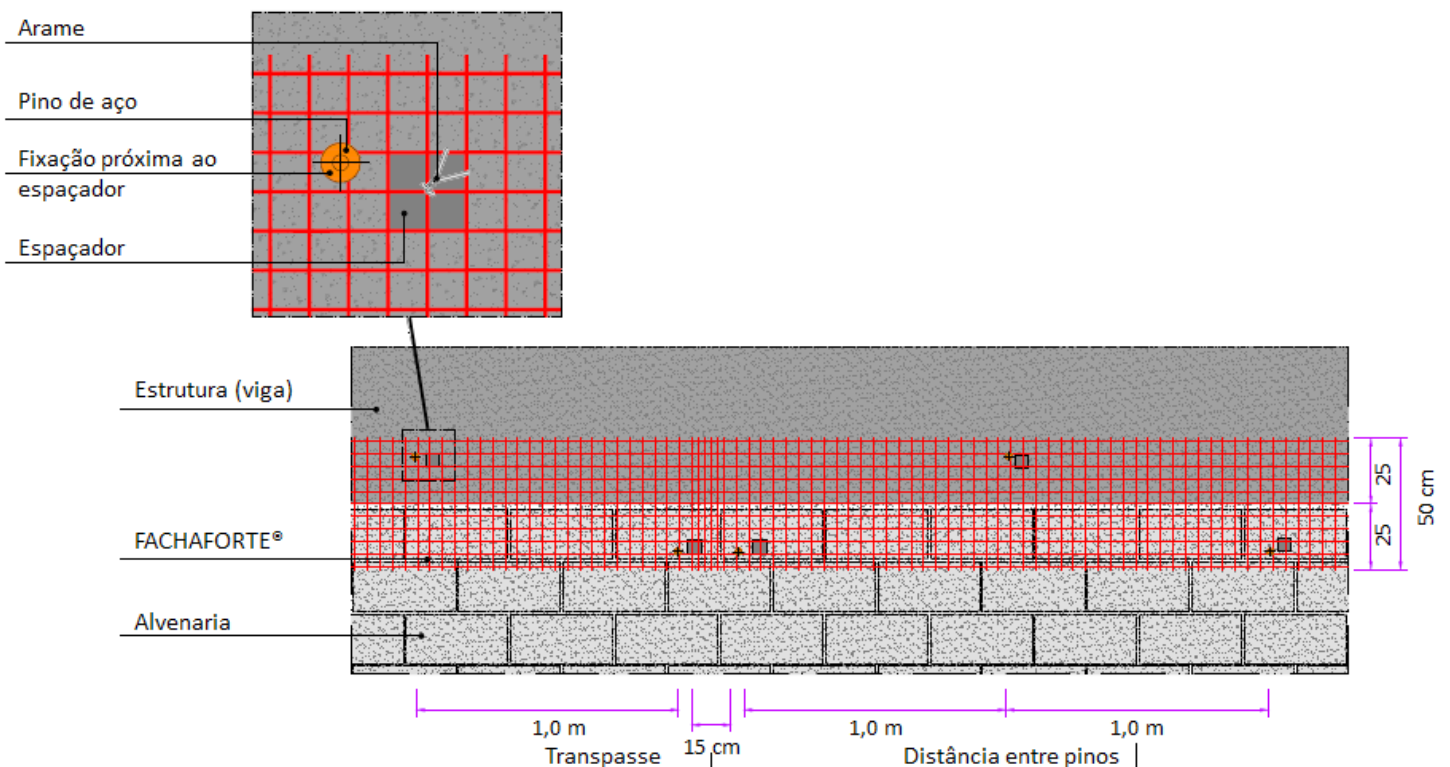 Arame
Pino de aço
Fixação próxima ao
espaçador
Espaçador
Estrutura (viga)
FACHAFORTE®
Alvenaria
25
25
50 cm
1,0 m
15 cm
1,0 m
1,0 m
Transpasse
Distância entre pinos